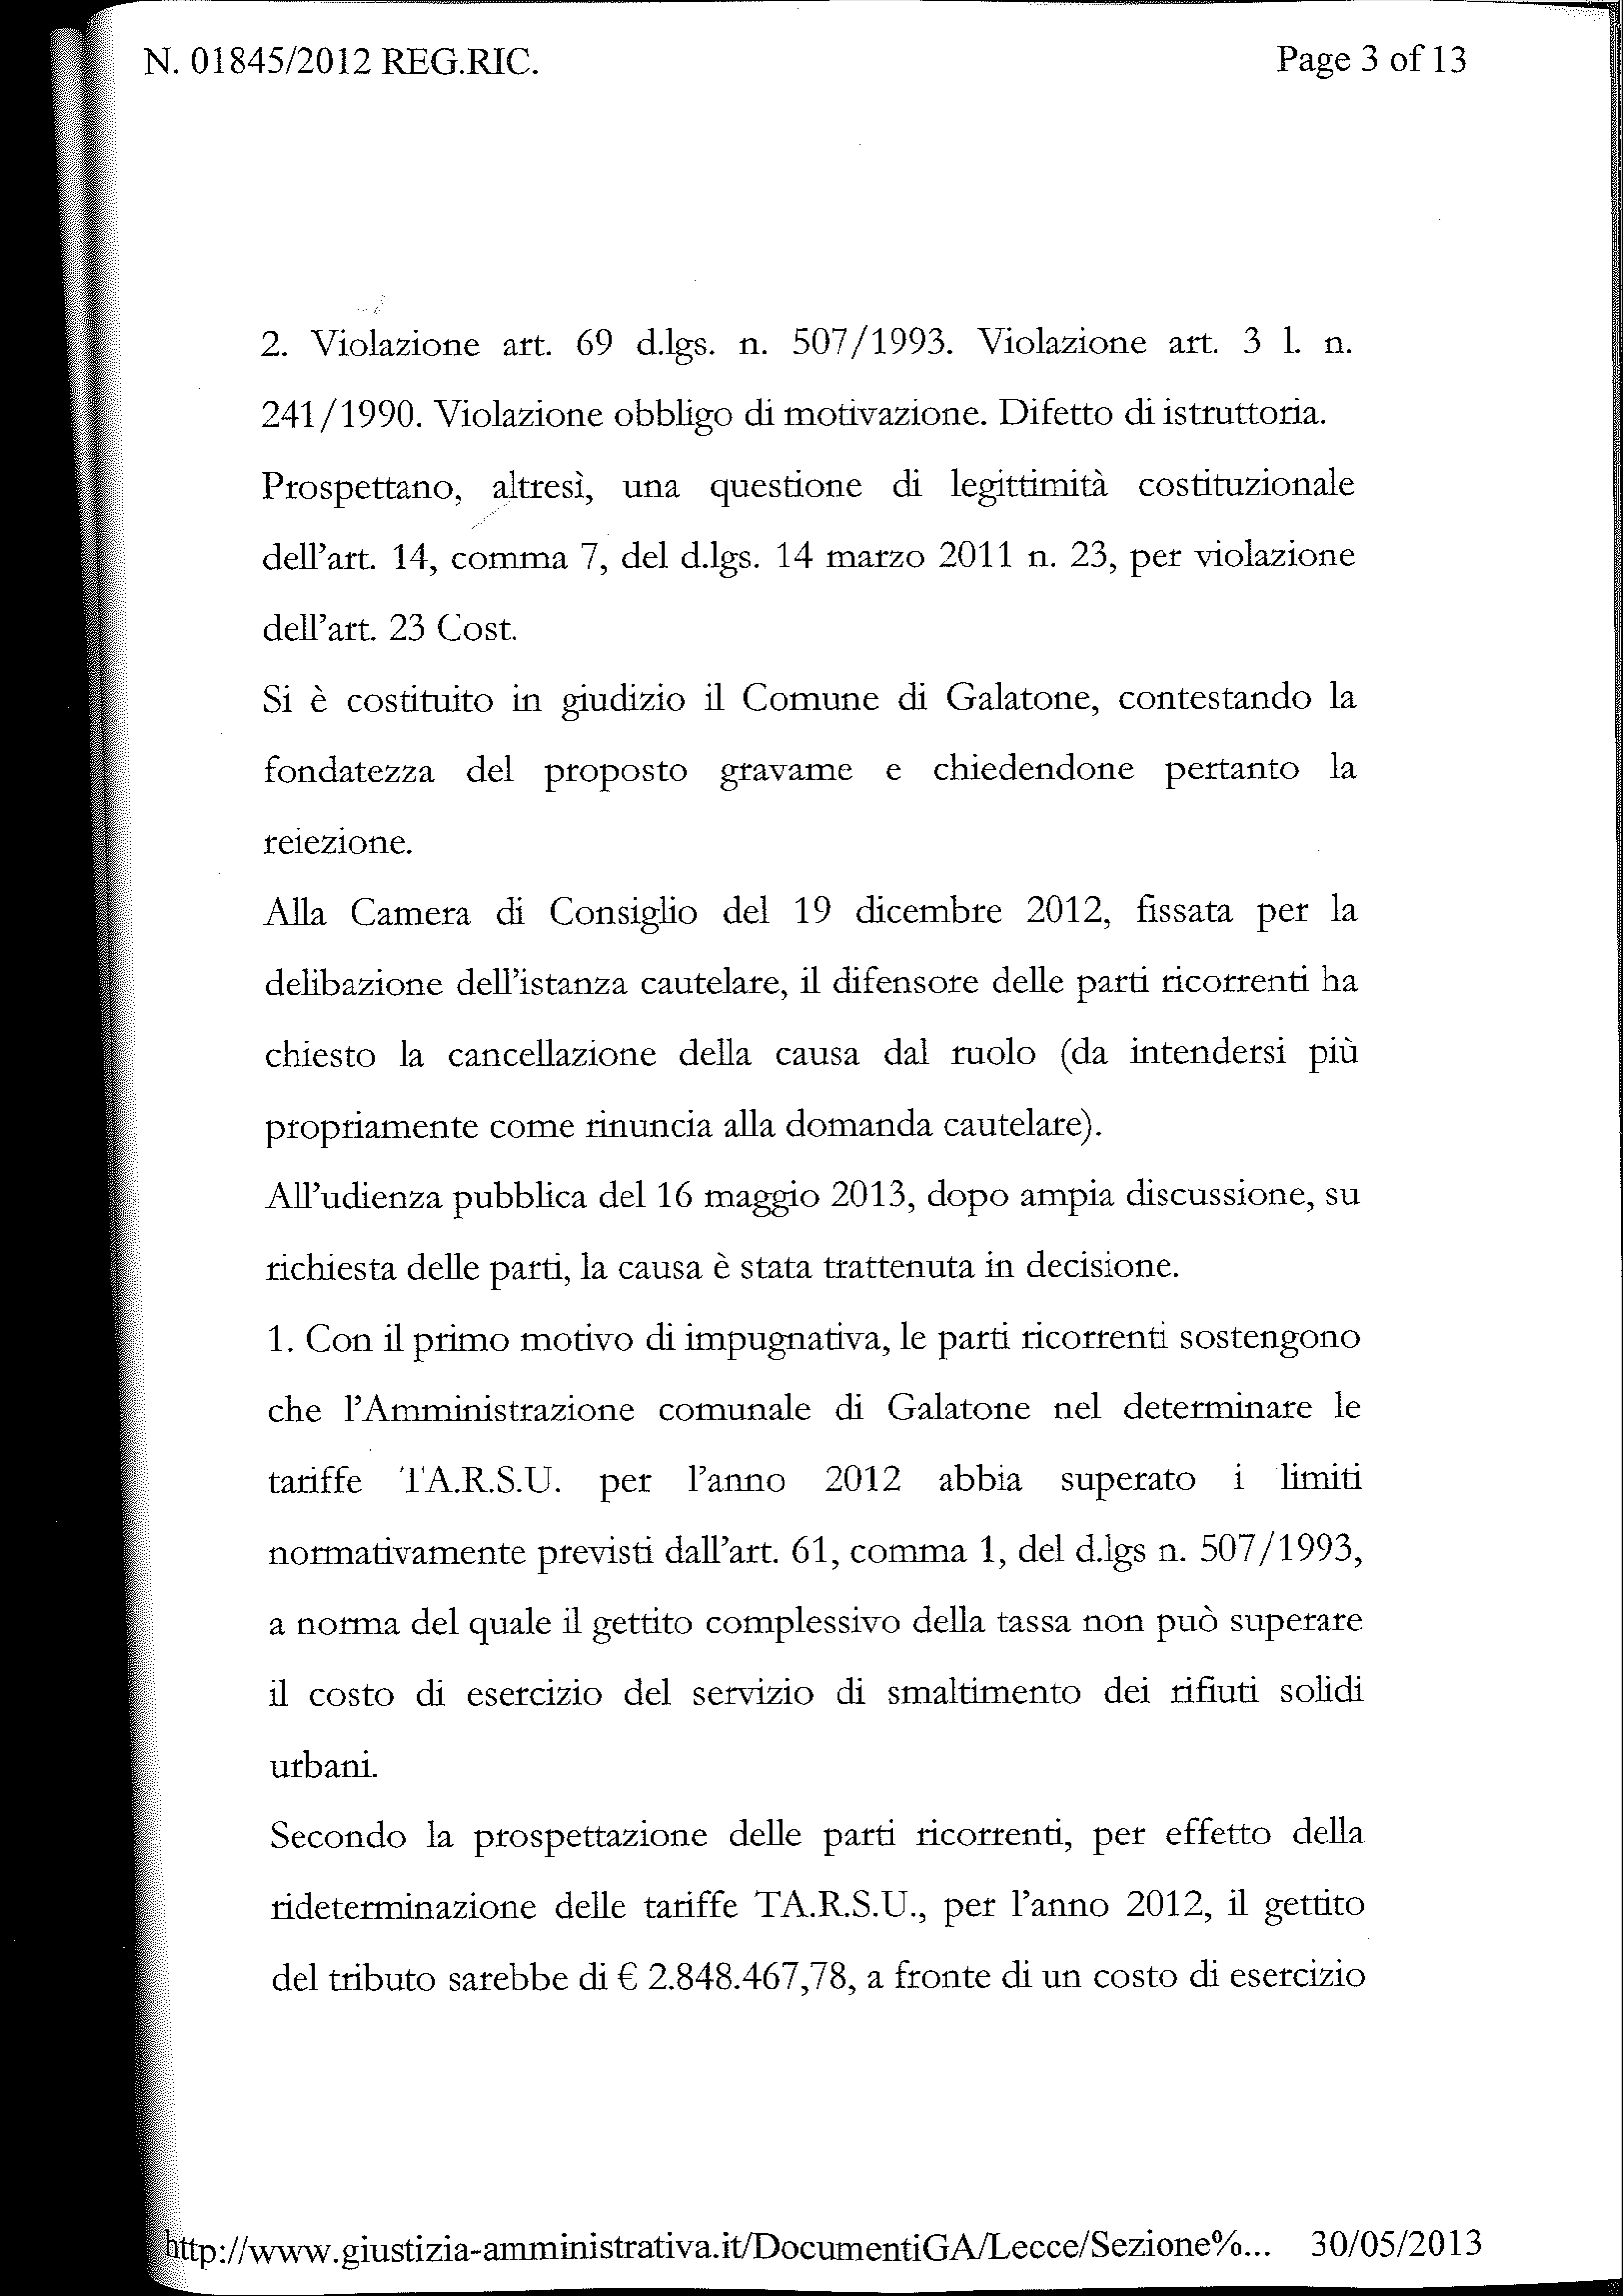 N. 01845/2012 REG.RIC.
Page 3 of 13
2. Violazione art. 69 d.lgs. n. 507/1993. Violazione art. 3 l. n.
241/1990. Violazione obbligo di motivazione. Difetto di istruttoria.
Prospettano, altresì, una questione di legittimità costituzionale
dell'art. 14, comma 7, del d.lgs. 14 marzo 2011 n. 23, per violazione
dell'art. 23 Cost.
Si è costituito in giudizio il Comune di Galatone, contestando la
fondatezza del proposto gravame e chiedendone pertanto la
reiezione.
Alla Camera di Consiglio del 19 dicembre 2012, fissata per la
delibazione dell'istanza cautelare, il difensore delle parti ricorrenti ha
chiesto la cancellazione della causa dal ruolo (da intendersi più
propriamente come rinuncia alla domanda cautelare).
All'udienza pubblica del 16 maggio 2013, dopo ampia discussione, su
richiesta delle parti, la causa è stata trattenuta in decisione.
1. Con il primo motivo di impugnativa, le parti ricorrenti sostengono
che l'Amministrazione comunale di Galatone nel determinare le
tariffe TA.R.S.U. per l'anno 2012 abbia superato i limiti
normativamente previsti dall'art. 61, comma 1, del d.lgs n. 507/1993,
a norma del quale il gettito complessivo della tassa non può superare
il costo di esercizio del servizio di smaltimento dei rifiuti solidi
urbani.
Secondo la prospettazione delle parti ricorrenti, per effetto della
rideterminazione delle tariffe TA.R.S.U., per l'anno 2012, il gettito
del tributo sarebbe di € 2.848.467,78, a fronte di un costo di esercizio
http://www.giustizia-amministrativa.it/DocumentiGA/Lecce/Sezione%...
30/05/2013